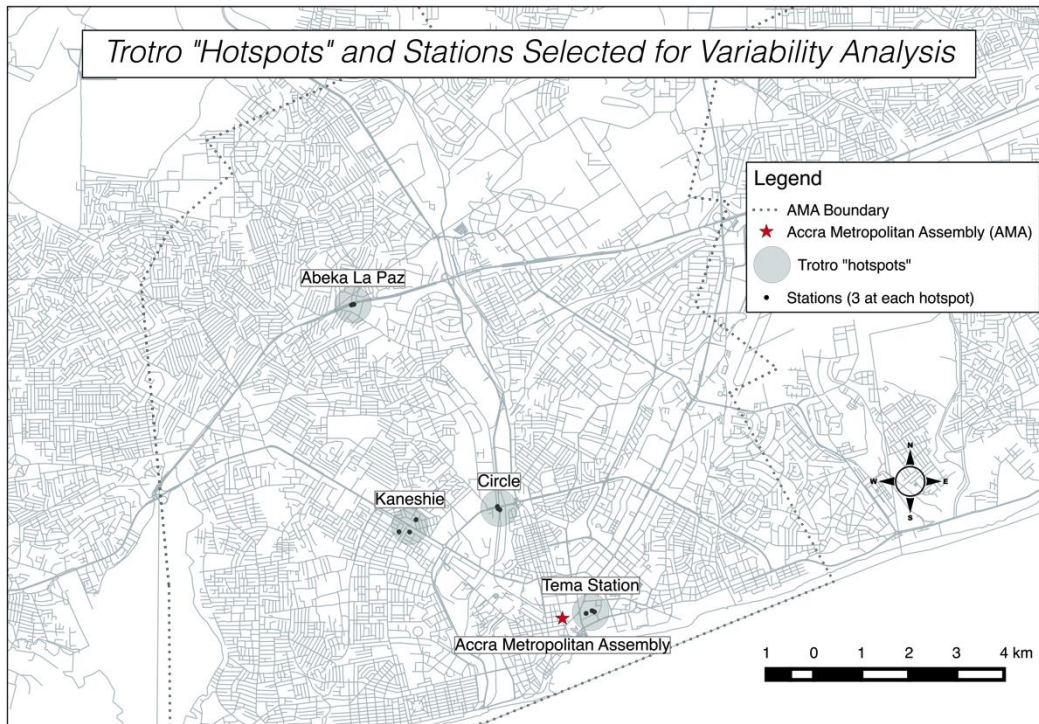 Trotro "Hotspots" and Stations Selected for Variability Analysis
Legend
AMA Boundary
Accra Metropolitan Assembly (AMA)
Trotro "hotspots"
Stations (3 at each hotspot)
Abeka La Paz
Circle
Kaneshie
N
W E
S
Tema Station
Accra Metropolitan Assembly
1 0 1 2 3 4 km